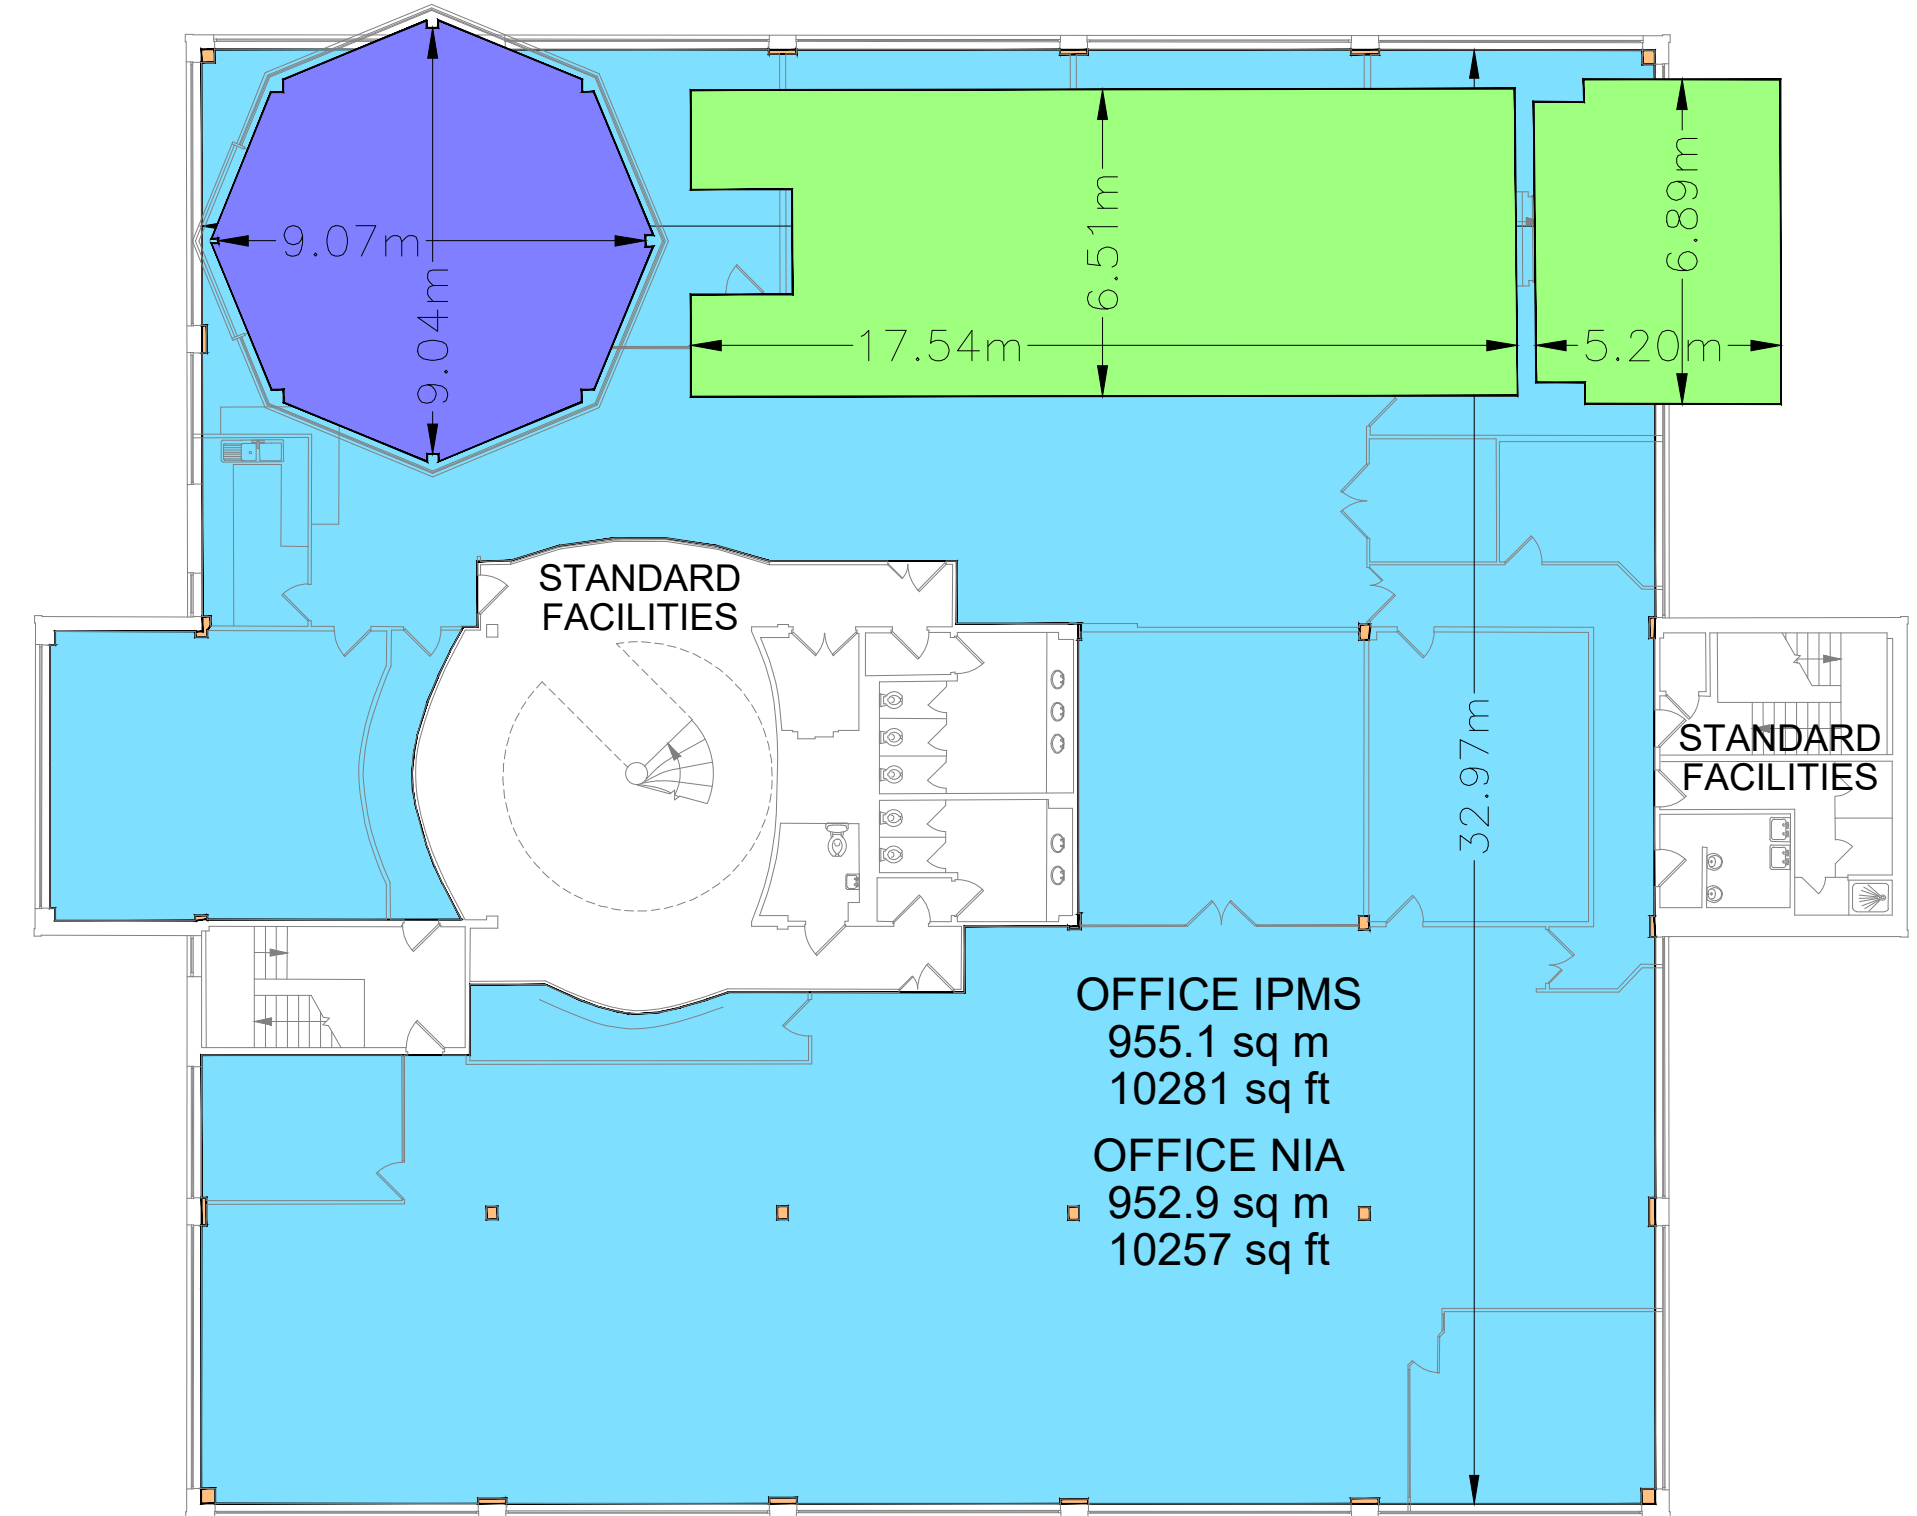 9.07m
9.04m
6.51m
17.54m
6.89m
5.20m
STANDARD
FACILITIES
32.97m
STANDARD
FACILITIES
OFFICE IPMS
955.1 sq m
10281 sq ft
OFFICE NIA
952.9 sq m
10257 sq ft